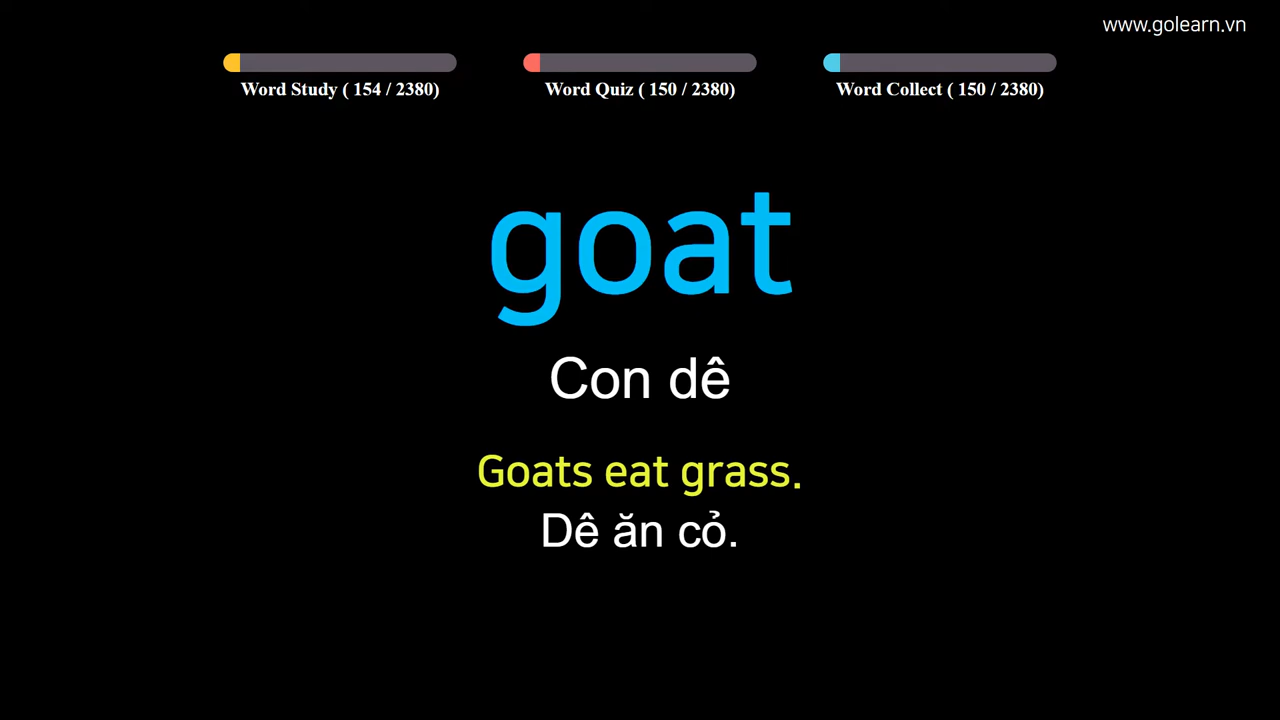 www.golearn.vn
Word Study ( 154 / 2380)
Word Quiz ( 150 / 2380)
Word Collect ( 150 / 2380)
goat
Con dê
Goats eat grass.
Dê ăn cỏ.